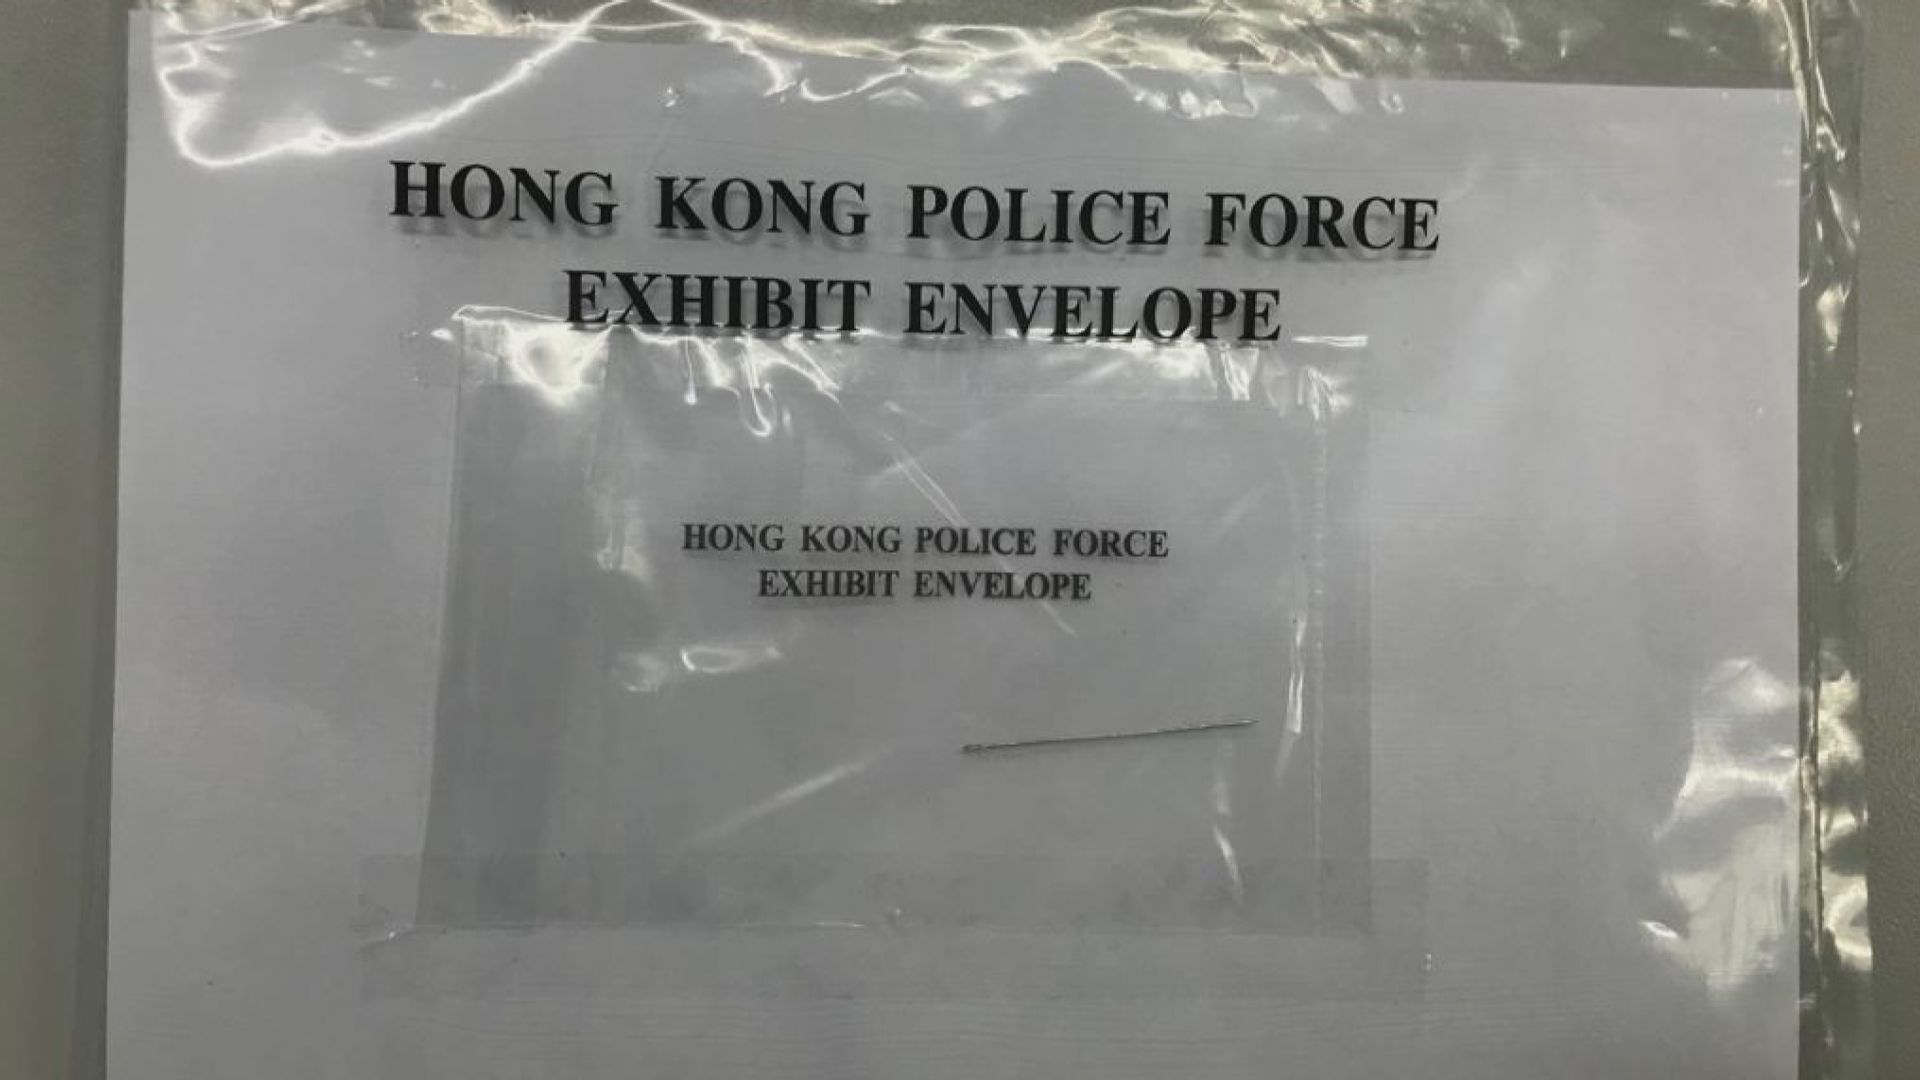 HONG KONG POLICE FORCE
EXHIBIT ENVELOPE
HONG KONG POLICE FORCE
EXHIBIT ENVELOPE